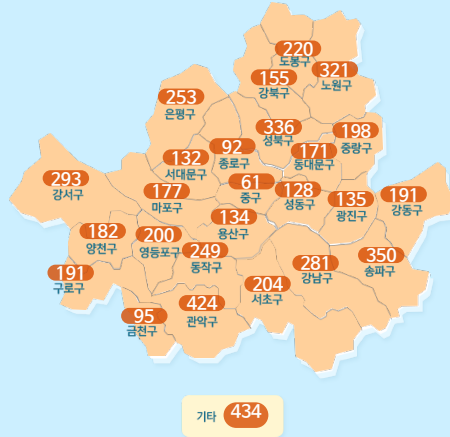 220
도봉구
321
노원구
155
강북구
253
은평구
336
성북구
198
중랑구
92
종로구
171
동대문구
132
서대문구
293
강서구
177
마포구
61
중구
128
성동구
135
광진구
191
강동구
134
용산구
182
양천구
200
영등포구
249
동작구
350
송파구
281
강남구
191
구로구
204
서초구
424
관악구
95
금천구
기타 434